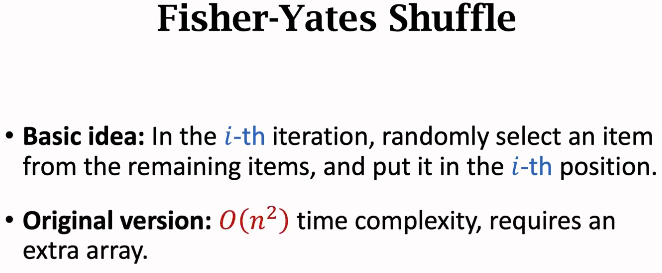 Fisher-Yates Shuffle
• Basic idea: In the i-th iteration, randomly select an item
from the remaining items, and put it in the i-th position.
• Original version: O(n²) time complexity, requires an
extra array.